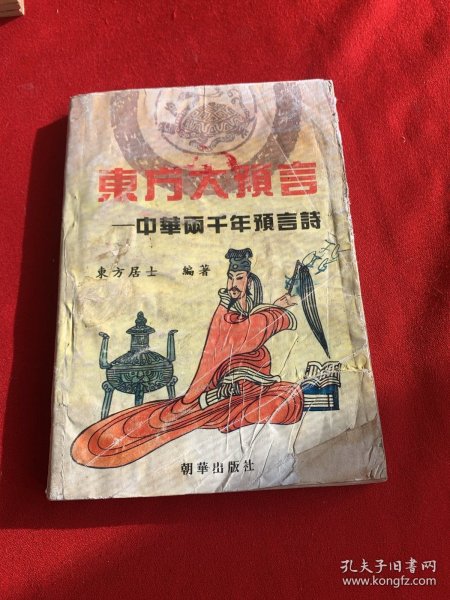 東方大預言
—中華兩千年預言詩
東方居士 編著
朝華出版社
孔夫子旧书网
www.kongfz.com